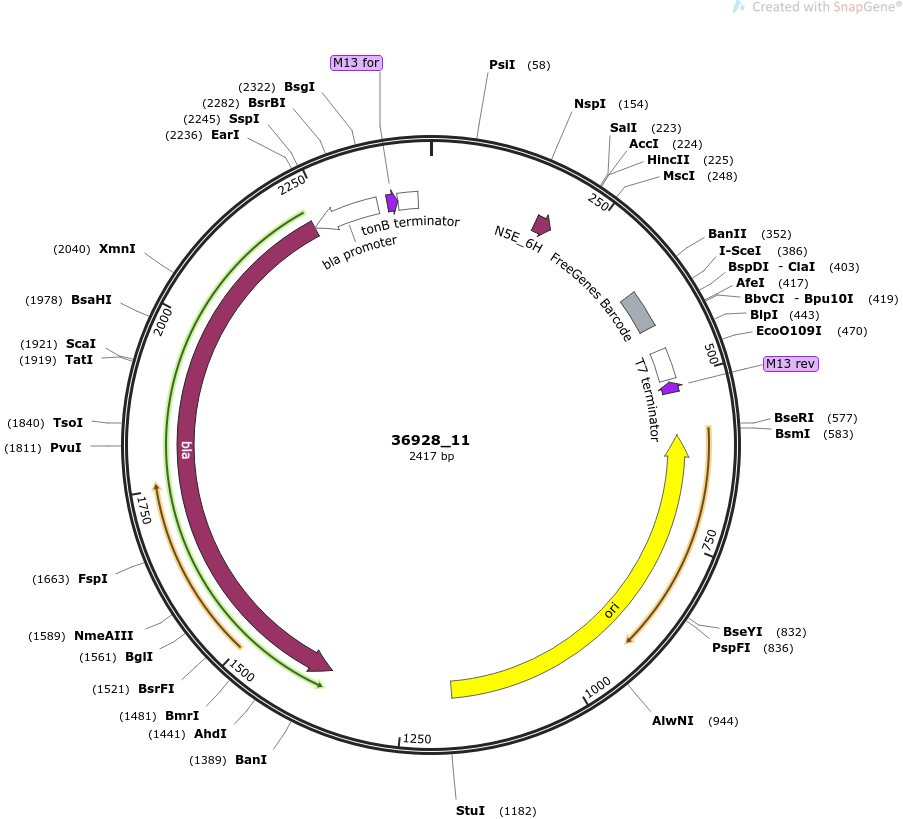 Created with SnapGene®
M13 for
PsiI (58)
NspI (154)
SalI (223)
AccI (224)
HincII (225)
MscI (248)
BanII (352)
I-SceI (386)
BspDI - ClaI (403)
AfeI (417)
BbvCI - Bpu10I (419)
BlpI (443)
EcoO109I (470)
M13 rev
BseRI (577)
BsmI (583)
BseYI (832)
PspFI (836)
AlwNI (944)
StuI (1182)
(1389) BanI
(1441) AhdI
(1481) BmrI
(1521) BsrFI
(1561) BglI
(1589) NmeAIII
(1663) FspI
(1811) PvuI
(1840) TsoI
(1919) TatI
(1921) ScaI
(1978) BsaHI
(2040) XmnI
(2236) EarI
(2245) SspI
(2282) BsrBI
(2322) BsgI
250
500
750
1000
1250
1500
1750
2000
2250
tonB terminator
bla promoter
N5E_6H
FreeGenes Barcode
T7 terminator
ori
bla
36928_11
2417 bp